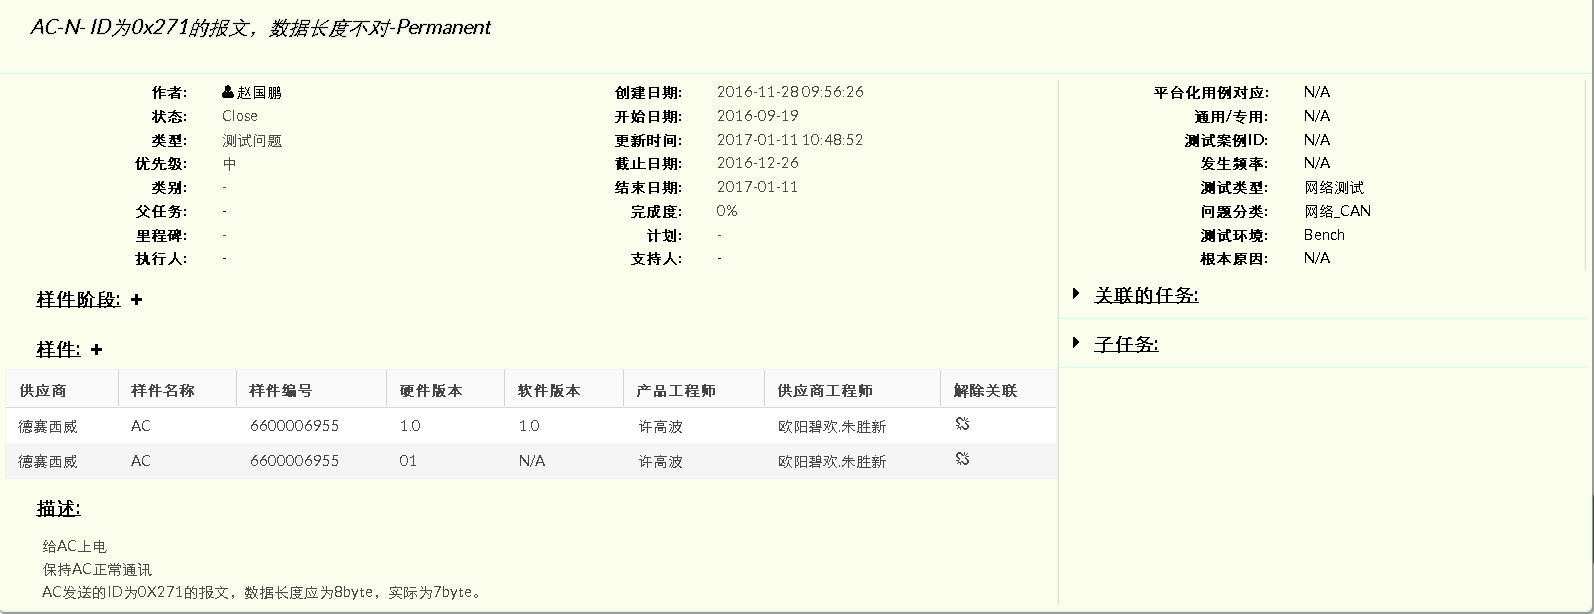 AC-N- ID为0x271的报文，数据长度不对-Permanent
作者: 赵国鹏
状态: Close
类型: 测试问题
优先级: 中
类别: -
父任务: -
里程碑: -
执行人: -
创建日期: 2016-11-28 09:56:26
开始日期: 2016-09-19
更新时间: 2017-01-11 10:48:52
截止日期: 2016-12-26
结束日期: 2017-01-11
完成度: 0%
计划: -
支持人: -
平台化用例对应: N/A
通用/专用: N/A
测试案例ID: N/A
发生频率: N/A
测试类型: 网络测试
问题分类: 网络_CAN
测试环境: Bench
根本原因: N/A
样件阶段: +
样件: +
供应商 样件名称 样件编号 硬件版本 软件版本 产品工程师 供应商工程师 解除关联
德赛西威 AC 6600006955 1.0 1.0 许高波 欧阳碧欢,朱胜新
德赛西威 AC 6600006955 01 N/A 许高波 欧阳碧欢,朱胜新
描述:
给AC上电
保持AC正常通讯
AC发送的ID为0X271的报文，数据长度应为8byte，实际为7byte。
关联的任务:
子任务: